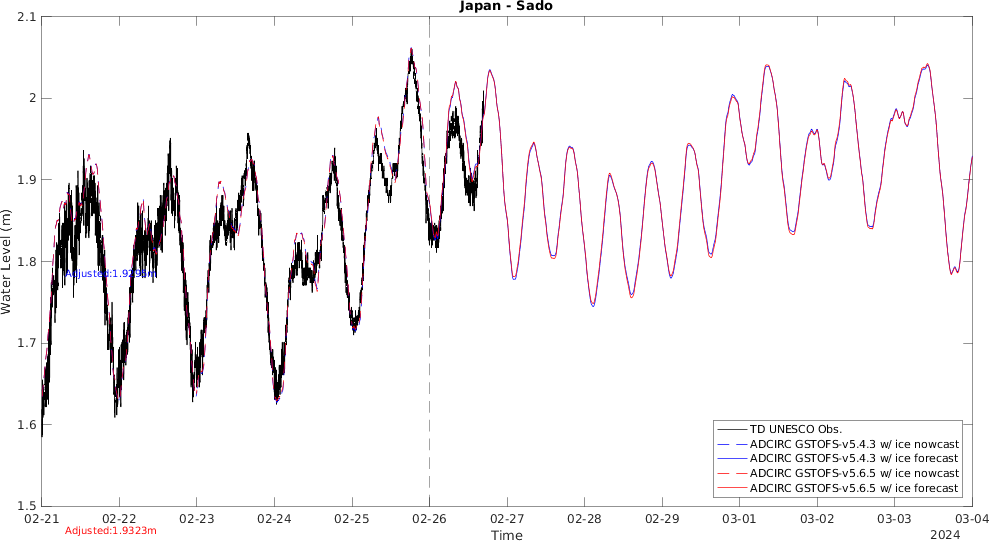 Japan - Sado
2.1
2
1.9
1.8
1.7
1.6
1.5
Water Level (m)
02-21
02-22
02-23
02-24
02-25
02-26
02-27
02-28
02-29
03-01
03-02
03-03
03-04
2024
Time
Adjusted:1.9323m
TD UNESCO Obs.
ADCIRC GSTOFS-v5.4.3 w/ ice nowcast
ADCIRC GSTOFS-v5.4.3 w/ ice forecast
ADCIRC GSTOFS-v5.6.5 w/ ice nowcast
ADCIRC GSTOFS-v5.6.5 w/ ice forecast